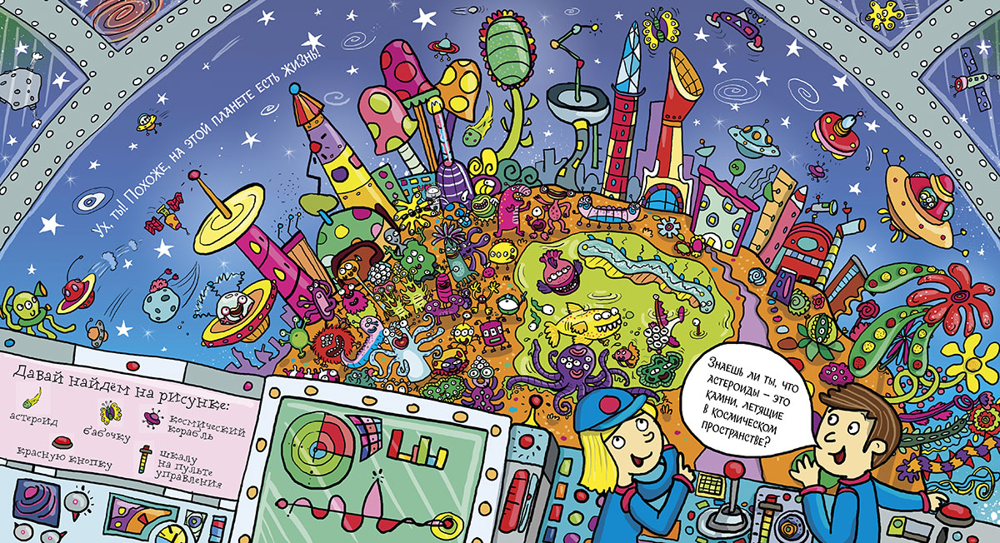 Ух, ты! Похоже, на этой планете есть жизнь!
Давай найдём на рисунке:
астероид
бабочку
космический
корабль
красную кнопку
шкалу
на пульте
управления
Знаешь ли ты, что
астероиды – это
камни, летящие
в космическом
пространстве?